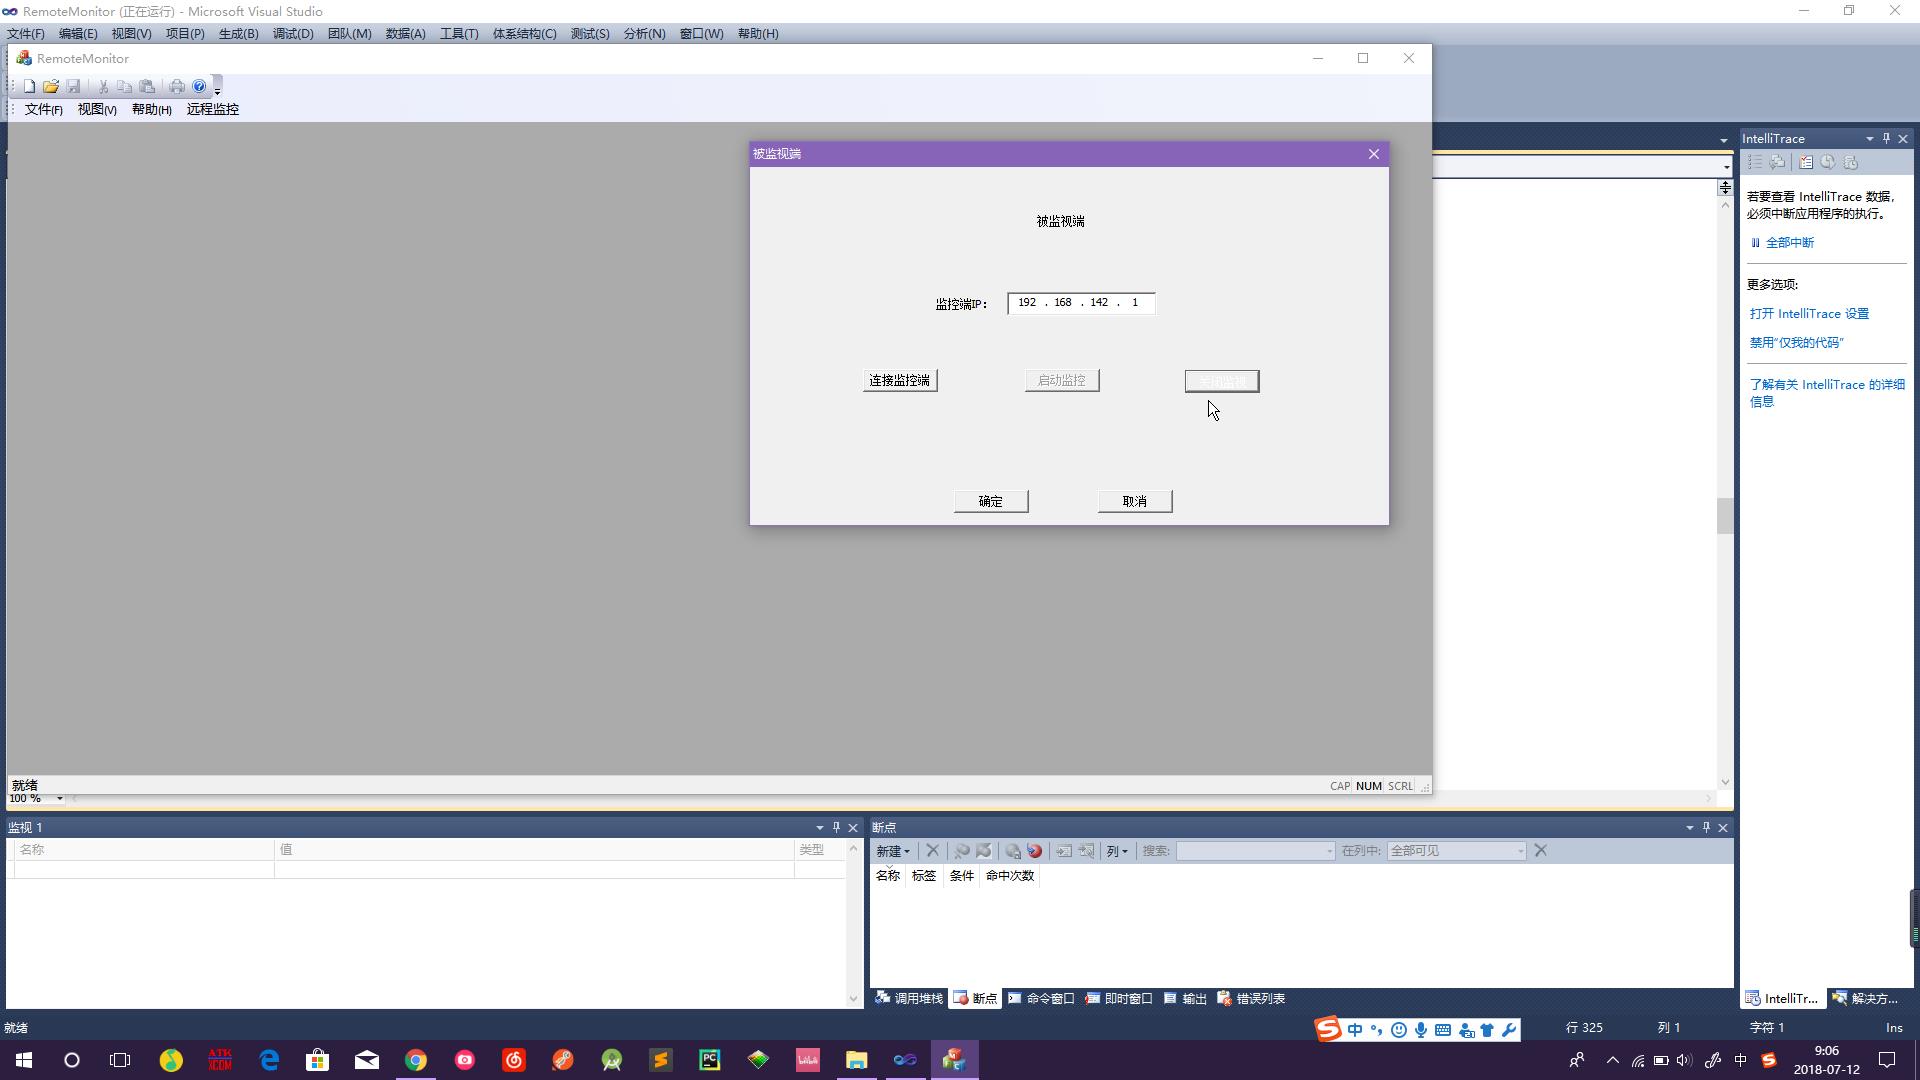 RemoteMonitor (正在运行) - Microsoft Visual Studio
文件(F) 编辑(E) 视图(V) 项目(P) 生成(B) 调试(D) 团队(M) 数据(A) 工具(T) 体系结构(C) 测试(S) 分析(N) 窗口(W) 帮助(H)
RemoteMonitor
文件(F) 视图(V) 帮助(H) 远程监控
被监视端
被监视端
监控端IP: 192 . 168 . 142 . 1
连接监控端 启动监控 关闭监视
确定 取消
就绪 CAP NUM SCRL
100 %
IntelliTrace
若要查看 IntelliTrace 数据，
必须中断应用程序的执行。
全部中断
更多选项:
打开 IntelliTrace 设置
禁用“仅我的代码”
了解有关 IntelliTrace 的详细
信息
监视 1
名称 值 类型
断点
新建 列 搜索: 在列中: 全部可见
名称 标签 条件 命中次数
调用堆栈 断点 命令窗口 即时窗口 输出 错误列表
IntelliTr... 解决方...
就绪 中 行 325 列 1 字符 1 Ins
ATK
XCOM
PC
bilibili
中
9:06
2018-07-12